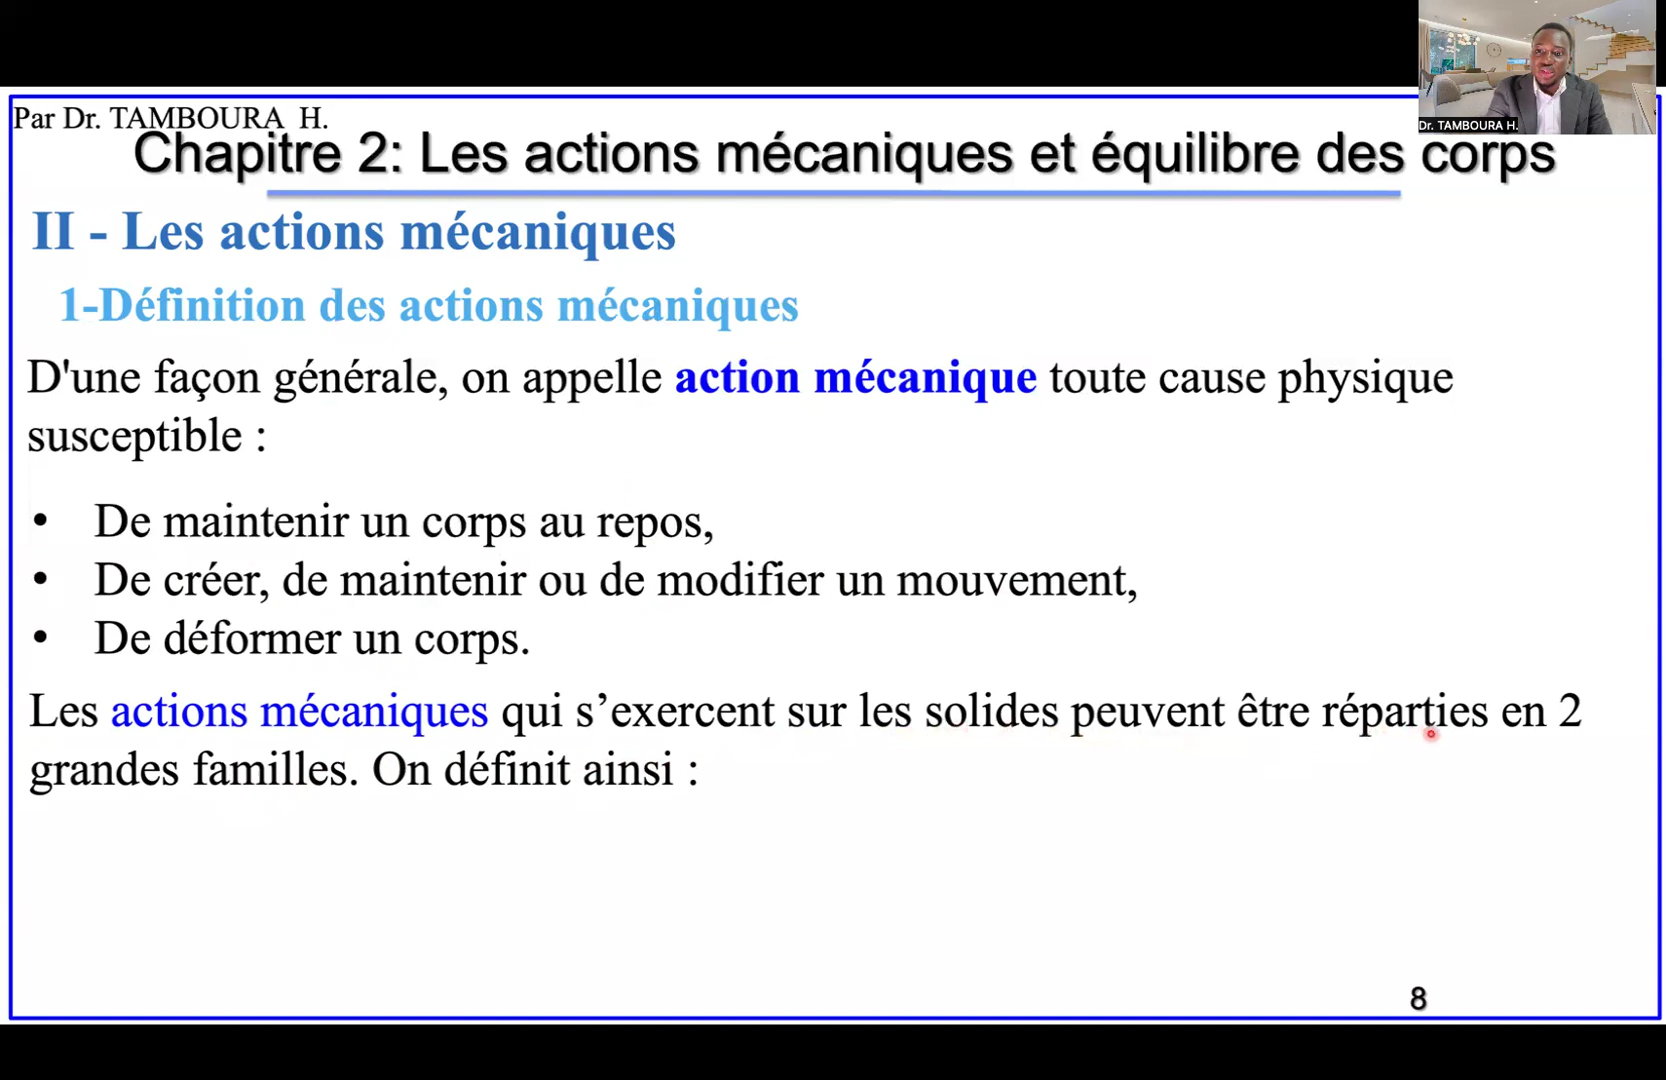 Par Dr. TAMBOURA H.
Dr. TAMBOURA H.
Chapitre 2: Les actions mécaniques et équilibre des corps
II - Les actions mécaniques
1-Définition des actions mécaniques
D'une façon générale, on appelle action mécanique toute cause physique
susceptible :
• De maintenir un corps au repos,
• De créer, de maintenir ou de modifier un mouvement,
• De déformer un corps.
Les actions mécaniques qui s’exercent sur les solides peuvent être réparties en 2
grandes familles. On définit ainsi :
8